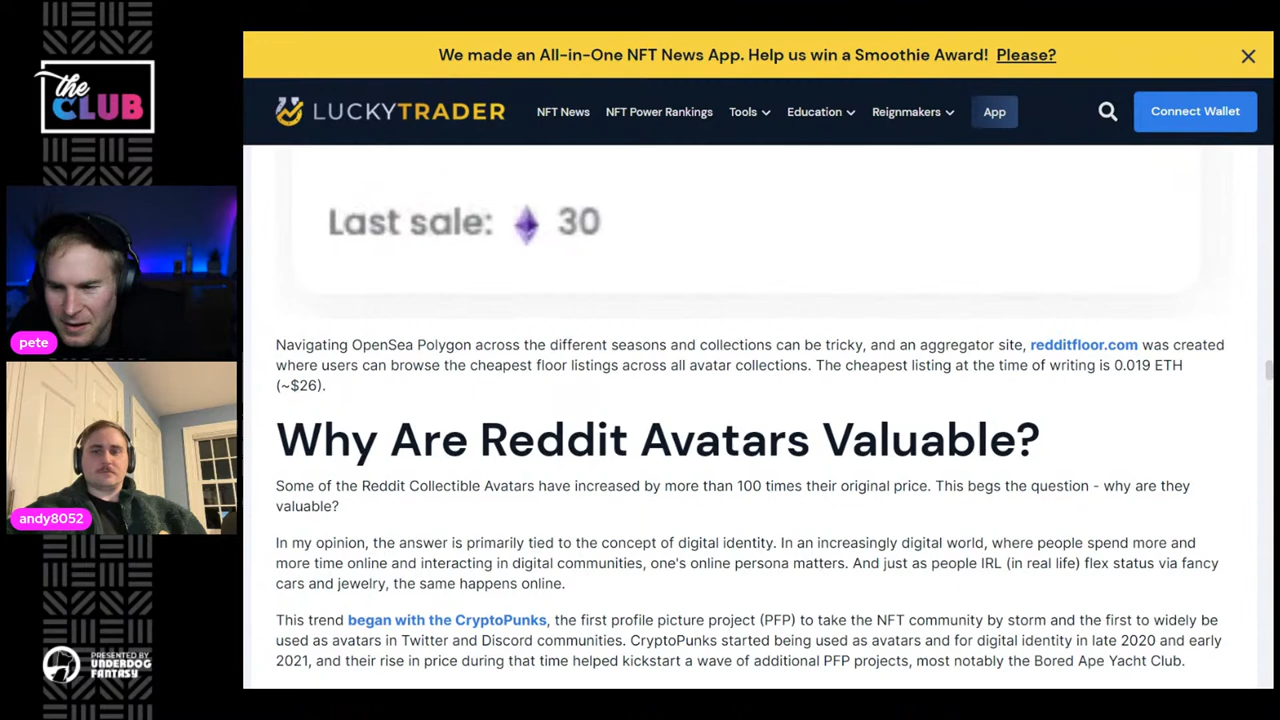 the
CLUB
We made an All-in-One NFT News App. Help us win a Smoothie Award! Please?
LUCKYTRADER
NFT News
NFT Power Rankings
Tools
Education
Reignmakers
App
Connect Wallet
Last sale: 30
Navigating OpenSea Polygon across the different seasons and collections can be tricky, and an aggregator site, redditfloor.com was created
where users can browse the cheapest floor listings across all avatar collections. The cheapest listing at the time of writing is 0.019 ETH
(~$26).
Why Are Reddit Avatars Valuable?
Some of the Reddit Collectible Avatars have increased by more than 100 times their original price. This begs the question - why are they
valuable?
In my opinion, the answer is primarily tied to the concept of digital identity. In an increasingly digital world, where people spend more and
more time online and interacting in digital communities, one's online persona matters. And just as people IRL (in real life) flex status via fancy
cars and jewelry, the same happens online.
This trend began with the CryptoPunks, the first profile picture project (PFP) to take the NFT community by storm and the first to widely be
used as avatars in Twitter and Discord communities. CryptoPunks started being used as avatars and for digital identity in late 2020 and early
2021, and their rise in price during that time helped kickstart a wave of additional PFP projects, most notably the Bored Ape Yacht Club.
pete
andy8052
PRESENTED BY
UNDERDOG
FANTASY